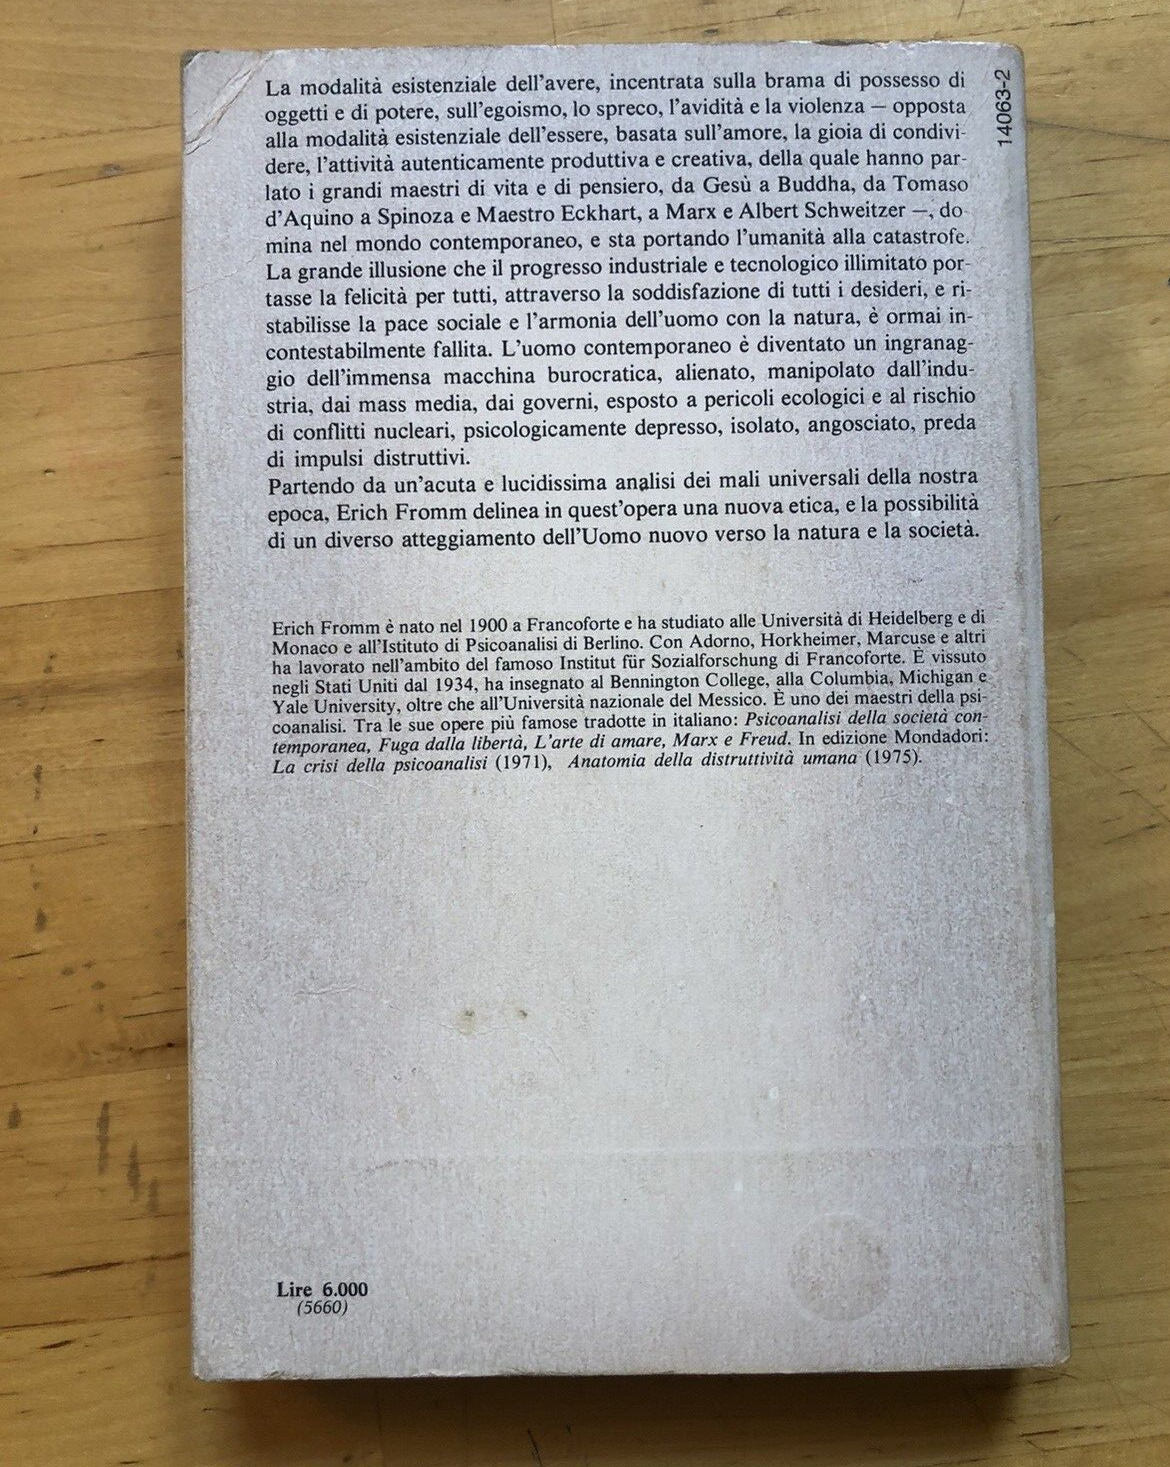 La modalità esistenziale dell'avere, incentrata sulla brama di possesso di
oggetti e di potere, sull'egoismo, lo spreco, l'avidità e la violenza — opposta
alla modalità esistenziale dell'essere, basata sull'amore, la gioia di condivi-
dere, l'attività autenticamente produttiva e creativa, della quale hanno par-
lato i grandi maestri di vita e di pensiero, da Gesù a Buddha, da Tomaso
d'Aquino a Spinoza e Maestro Eckhart, a Marx e Albert Schweitzer —, do-
mina nel mondo contemporaneo, e sta portando l'umanità alla catastrofe.
La grande illusione che il progresso industriale e tecnologico illimitato por-
tasse la felicità per tutti, attraverso la soddisfazione di tutti i desideri, e ri-
stabilisse la pace sociale e l'armonia dell'uomo con la natura, è ormai in-
contestabilmente fallita. L'uomo contemporaneo è diventato un ingranag-
gio dell'immensa macchina burocratica, alienato, manipolato dall'indu-
stria, dai mass media, dai governi, esposto a pericoli ecologici e al rischio
di conflitti nucleari, psicologicamente depresso, isolato, angosciato, preda
di impulsi distruttivi.
Partendo da un'acuta e lucidissima analisi dei mali universali della nostra
epoca, Erich Fromm delinea in quest'opera una nuova etica, e la possibilità
di un diverso atteggiamento dell'Uomo nuovo verso la natura e la società.
Erich Fromm è nato nel 1900 a Francoforte e ha studiato alle Università di Heidelberg e di
Monaco e all'Istituto di Psicoanalisi di Berlino. Con Adorno, Horkheimer, Marcuse e altri
ha lavorato nell'ambito del famoso Institut für Sozialforschung di Francoforte. È vissuto
negli Stati Uniti dal 1934, ha insegnato al Bennington College, alla Columbia, Michigan e
Yale University, oltre che all'Università nazionale del Messico. È uno dei maestri della psi-
coanalisi. Tra le sue opere più famose tradotte in italiano: Psicoanalisi della società con-
temporanea, Fuga dalla libertà, L'arte di amare, Marx e Freud. In edizione Mondadori:
La crisi della psicoanalisi (1971), Anatomia della distruttività umana (1975).
Lire 6.000
(5660)
14063-2